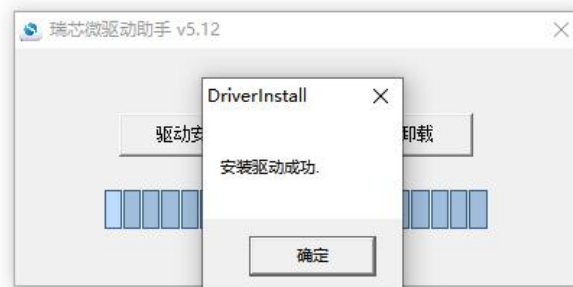 瑞芯微驱动助手 v5.12
DriverInstall
驱动安
卸载
安装驱动成功.
确定